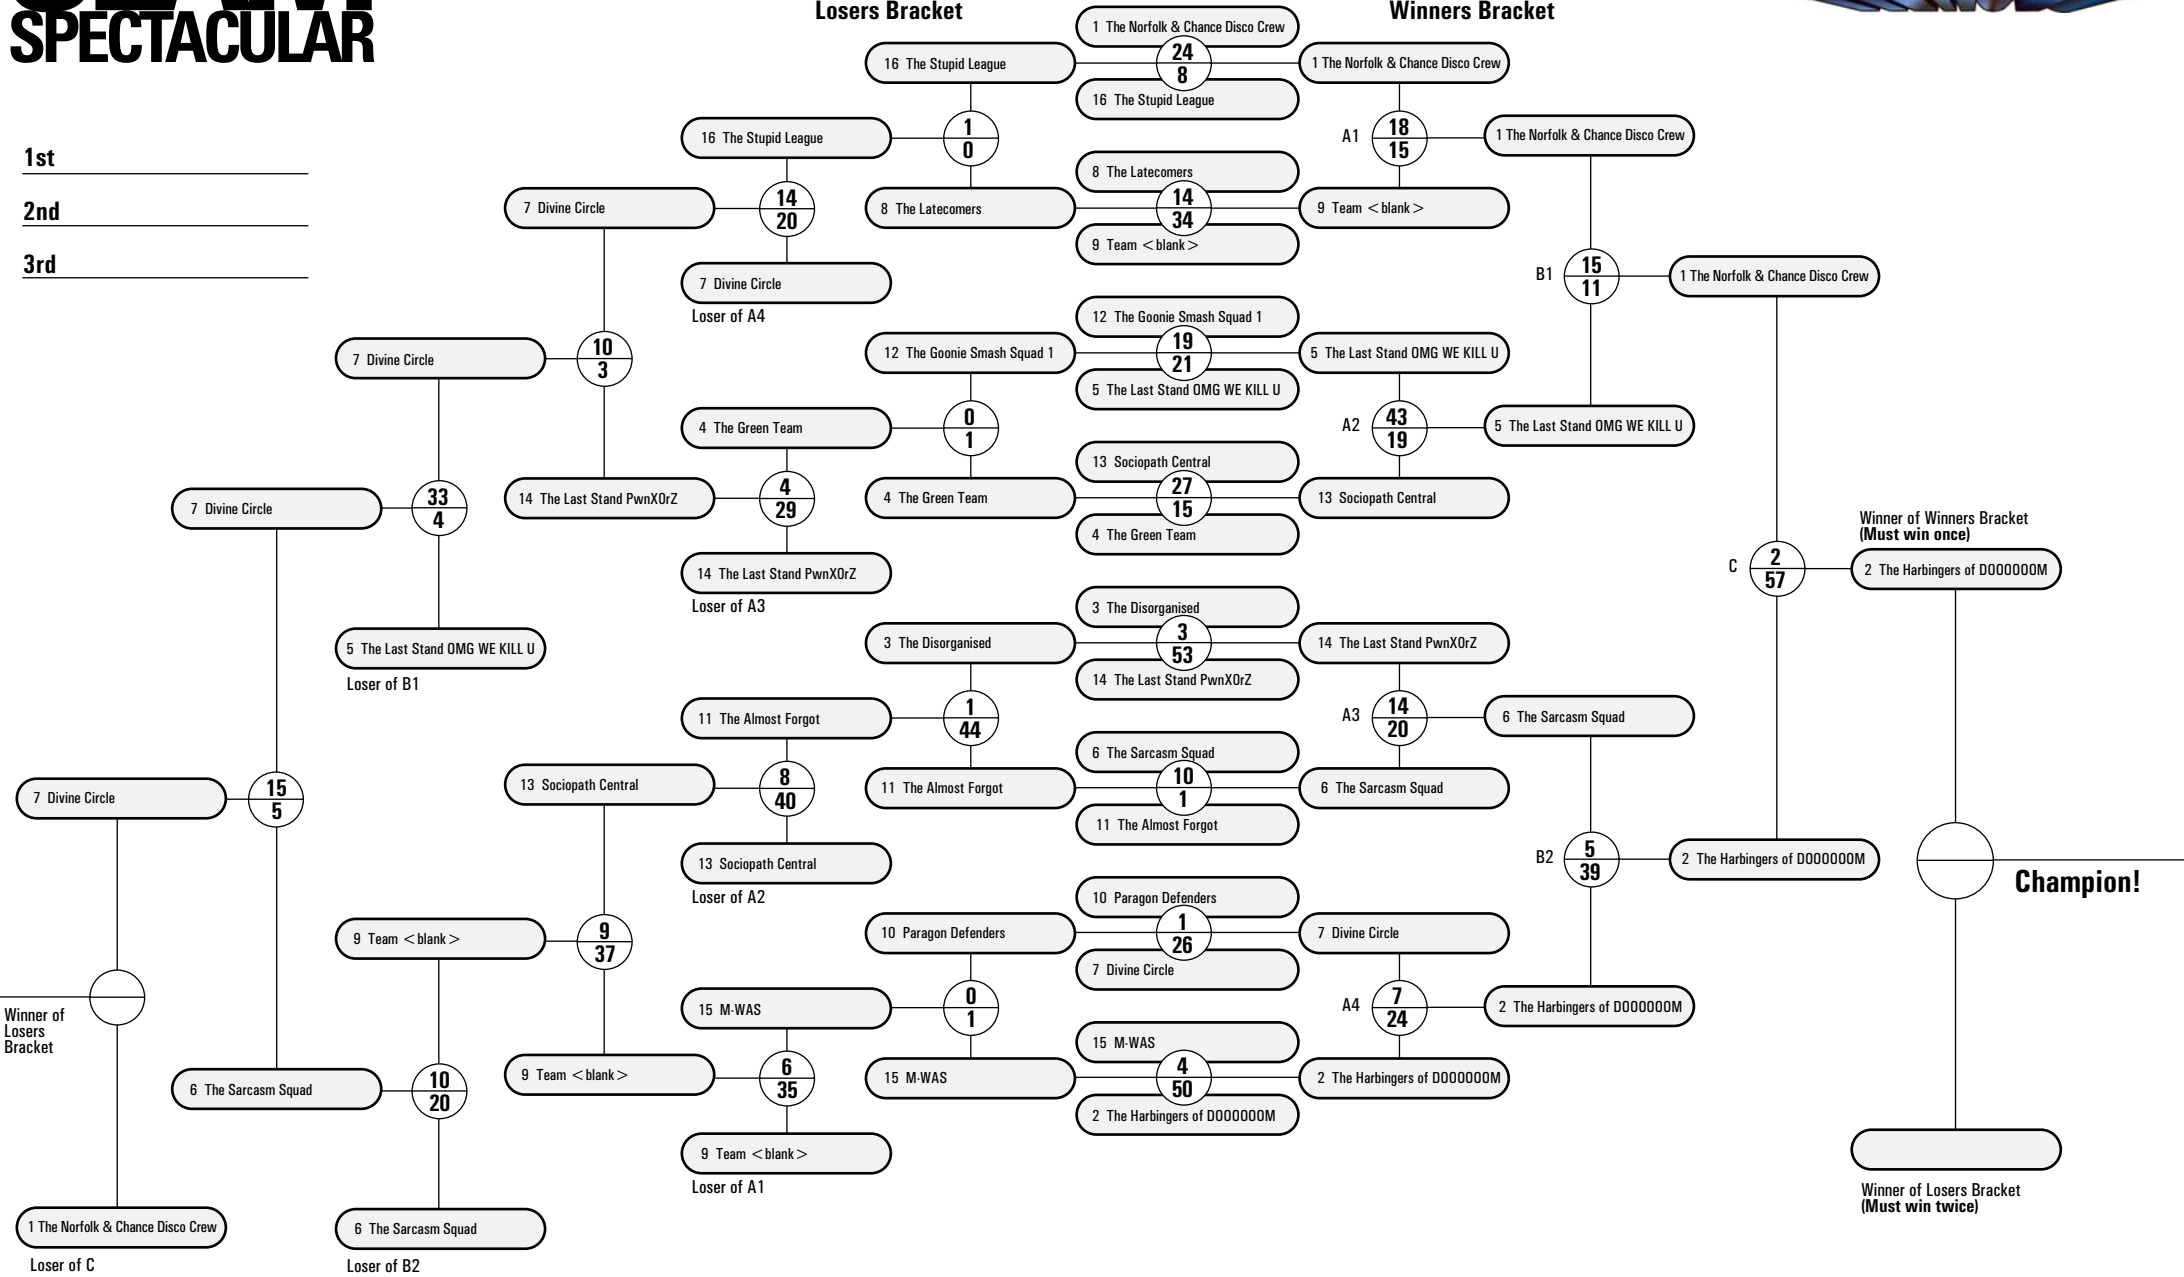 SPECTACULAR
1st
2nd
3rd
Losers Bracket
Winners Bracket
1 The Norfolk & Chance Disco Crew
24
8
16 The Stupid League
8 The Latecomers
14
34
9 Team <blank>
12 The Goonie Smash Squad 1
19
21
5 The Last Stand OMG WE KILL U
13 Sociopath Central
27
15
4 The Green Team
3 The Disorganised
3
53
14 The Last Stand PwnX0rZ
6 The Sarcasm Squad
10
1
11 The Almost Forgot
10 Paragon Defenders
1
26
7 Divine Circle
15 M-WAS
4
50
2 The Harbingers of D000000M
1 The Norfolk & Chance Disco Crew
A1
18
15
9 Team <blank>
5 The Last Stand OMG WE KILL U
A2
43
19
13 Sociopath Central
14 The Last Stand PwnX0rZ
A3
14
20
6 The Sarcasm Squad
7 Divine Circle
A4
7
24
2 The Harbingers of D000000M
1 The Norfolk & Chance Disco Crew
B1
15
11
5 The Last Stand OMG WE KILL U
6 The Sarcasm Squad
B2
5
39
2 The Harbingers of D000000M
1 The Norfolk & Chance Disco Crew
C
2
57
2 The Harbingers of D000000M
Winner of Winners Bracket
(Must win once)
2 The Harbingers of D000000M
Champion!
Winner of Losers Bracket
(Must win twice)
16 The Stupid League
1
0
8 The Latecomers
12 The Goonie Smash Squad 1
0
1
4 The Green Team
3 The Disorganised
1
44
11 The Almost Forgot
10 Paragon Defenders
0
1
15 M-WAS
16 The Stupid League
14
20
7 Divine Circle
Loser of A4
4 The Green Team
4
29
14 The Last Stand PwnX0rZ
Loser of A3
11 The Almost Forgot
8
40
13 Sociopath Central
Loser of A2
15 M-WAS
6
35
9 Team <blank>
Loser of A1
7 Divine Circle
10
3
14 The Last Stand PwnX0rZ
13 Sociopath Central
9
37
9 Team <blank>
7 Divine Circle
33
4
5 The Last Stand OMG WE KILL U
Loser of B1
9 Team <blank>
10
20
6 The Sarcasm Squad
Loser of B2
7 Divine Circle
15
5
6 The Sarcasm Squad
7 Divine Circle
Winner of
Losers
Bracket
1 The Norfolk & Chance Disco Crew
Loser of C